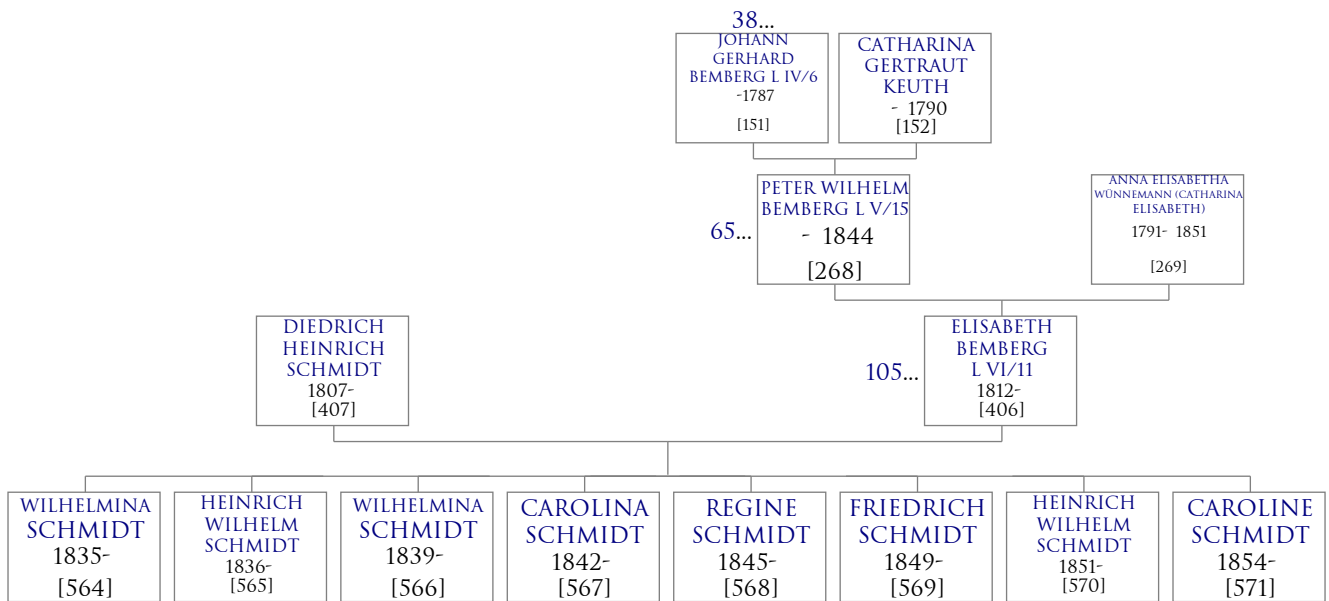 38...
JOHANN
GERHARD
BEMBERG L IV/6
-1787
[151]
CATHARINA
GERTRAUT
KEUTH
- 1790
[152]
65...
PETER WILHELM
BEMBERG L V/15
- 1844
[268]
ANNA ELISABETHA
WÜNNEMANN (CATHARINA
ELISABETH)
1791- 1851
[269]
DIEDRICH
HEINRICH
SCHMIDT
1807-
[407]
105...
ELISABETH
BEMBERG
L VI/11
1812-
[406]
WILHELMINA
SCHMIDT
1835-
[564]
HEINRICH
WILHELM
SCHMIDT
1836-
[565]
WILHELMINA
SCHMIDT
1839-
[566]
CAROLINA
SCHMIDT
1842-
[567]
REGINE
SCHMIDT
1845-
[568]
FRIEDRICH
SCHMIDT
1849-
[569]
HEINRICH
WILHELM
SCHMIDT
1851-
[570]
CAROLINE
SCHMIDT
1854-
[571]